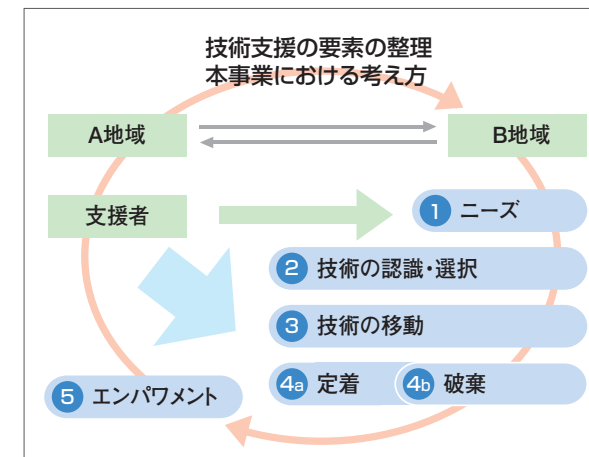 技術支援の要素の整理
本事業における考え方
A地域
B地域
支援者
1 ニーズ
2 技術の認識・選択
3 技術の移動
4a 定着 4b 破棄
5 エンパワメント